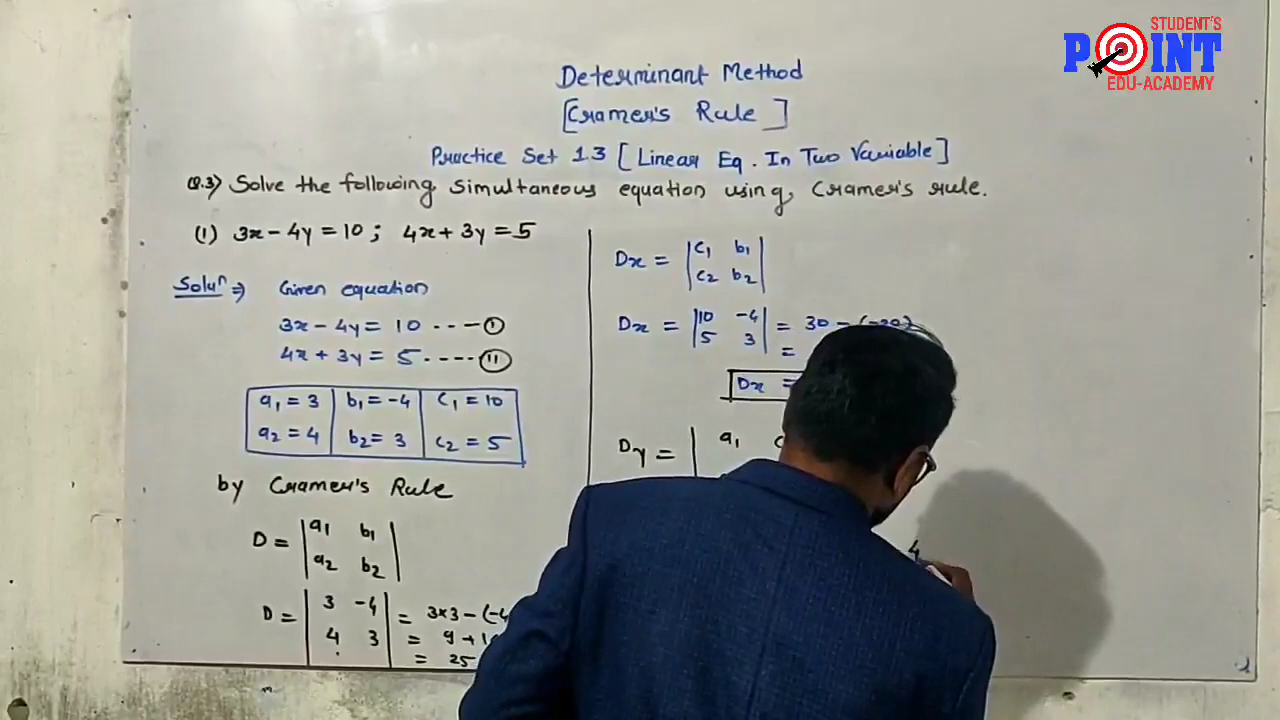 STUDENT'S
POINT
EDU-ACADEMY
Determinant Method
[Cramer's Rule]
Practice Set 1.3 [Linear Eq. In Two Variable]
Q.3) Solve the following simultaneous equation using Cramer's rule.
(1) 3x - 4y = 10 ; 4x + 3y = 5
Soluⁿ ⇒ Given equation
3x - 4y = 10 ---- ①
4x + 3y = 5 ---- ⑪
a₁ = 3 b₁ = -4 c₁ = 10
a₂ = 4 b₂ = 3 c₂ = 5
by Cramer's Rule
D = | a₁ b₁ |
| a₂ b₂ |
D = | 3 -4 | = 3×3 - (-4
| 4 3 | = 9 +
= 25
Dx = | c₁ b₁ |
| c₂ b₂ |
Dx = | 10 -4 | = 30 - (-20)
| 5 3 | =
Dx =
Dy = | a₁
4